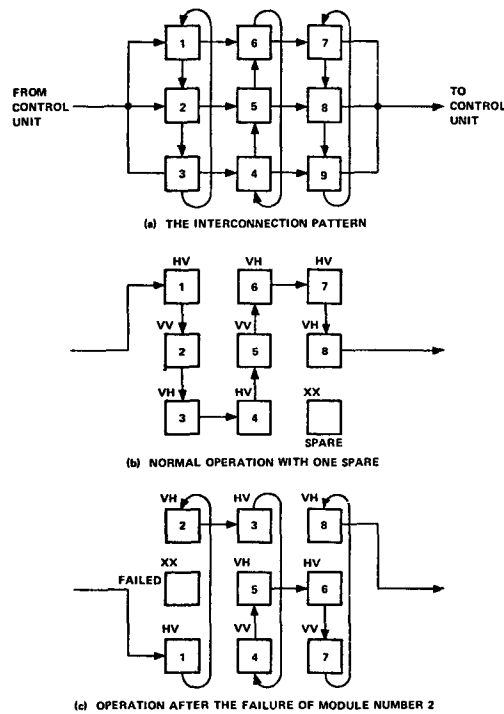 1 6 7
FROM CONTROL UNIT
2 5 8
TO CONTROL UNIT
3 4 9
(a) THE INTERCONNECTION PATTERN
HV VH HV
1 6 7
VV VV VH
2 5 8
VH HV XX
3 4
SPARE
(b) NORMAL OPERATION WITH ONE SPARE
VH HV VH
2 3 8
XX VH HV
FAILED 5 6
HV VV VV
1 4 7
(c) OPERATION AFTER THE FAILURE OF MODULE NUMBER 2